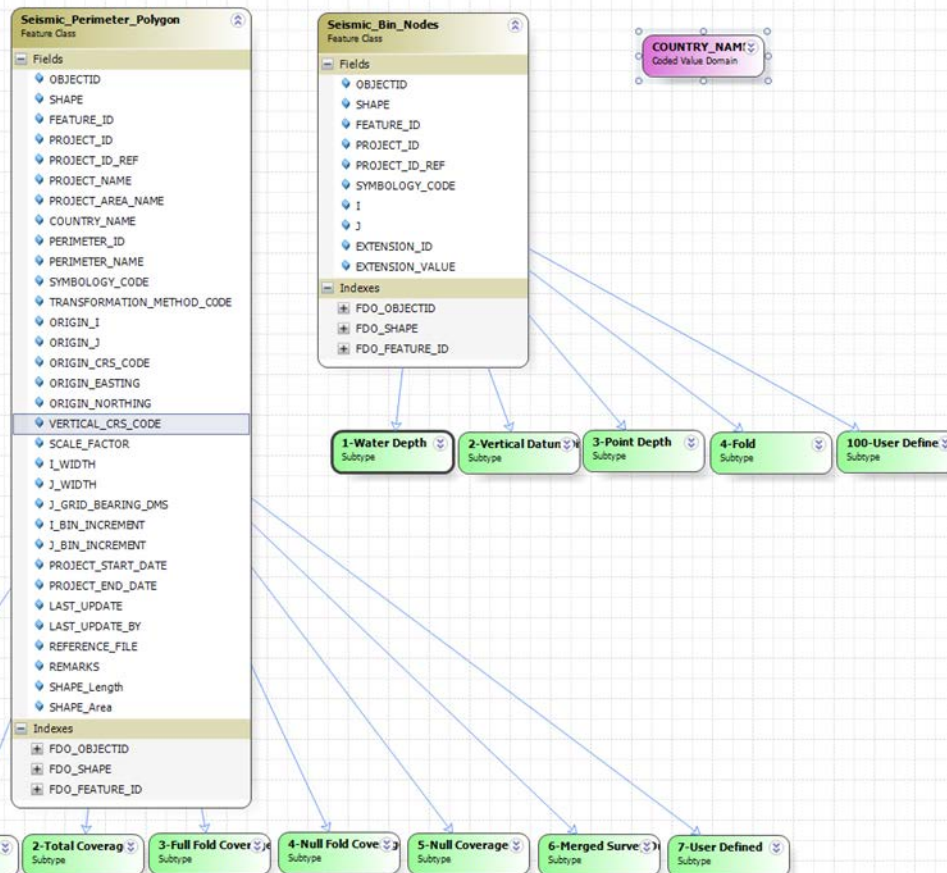 Seismic_Perimeter_Polygon
Feature Class
Fields
OBJECTID
SHAPE
FEATURE_ID
PROJECT_ID
PROJECT_ID_REF
PROJECT_NAME
PROJECT_AREA_NAME
COUNTRY_NAME
PERIMETER_ID
PERIMETER_NAME
SYMBOLOGY_CODE
TRANSFORMATION_METHOD_CODE
ORIGIN_I
ORIGIN_J
ORIGIN_CRS_CODE
ORIGIN_EASTING
ORIGIN_NORTHING
VERTICAL_CRS_CODE
SCALE_FACTOR
I_WIDTH
J_WIDTH
J_GRID_BEARING_DMS
I_BIN_INCREMENT
J_BIN_INCREMENT
PROJECT_START_DATE
PROJECT_END_DATE
LAST_UPDATE
LAST_UPDATE_BY
REFERENCE_FILE
REMARKS
SHAPE_Length
SHAPE_Area
Indexes
FDO_OBJECTID
FDO_SHAPE
FDO_FEATURE_ID
Seismic_Bin_Nodes
Feature Class
Fields
OBJECTID
SHAPE
FEATURE_ID
PROJECT_ID
PROJECT_ID_REF
SYMBOLOGY_CODE
I
J
EXTENSION_ID
EXTENSION_VALUE
Indexes
FDO_OBJECTID
FDO_SHAPE
FDO_FEATURE_ID
COUNTRY_NAM
Coded Value Domain
1-Water Depth
Subtype
2-Vertical Datum
Subtype
3-Point Depth
Subtype
4-Fold
Subtype
100-User Define
Subtype
2-Total Coverag
Subtype
3-Full Fold Cover
Subtype
4-Null Fold Cove
Subtype
5-Null Coverage
Subtype
6-Merged Surve
Subtype
7-User Defined
Subtype